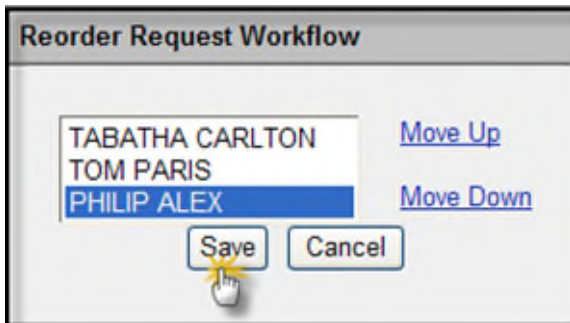 Reorder Request Workflow
TABATHA CARLTON
Move Up
TOM PARIS
PHILIP ALEX
Move Down
Save
Cancel